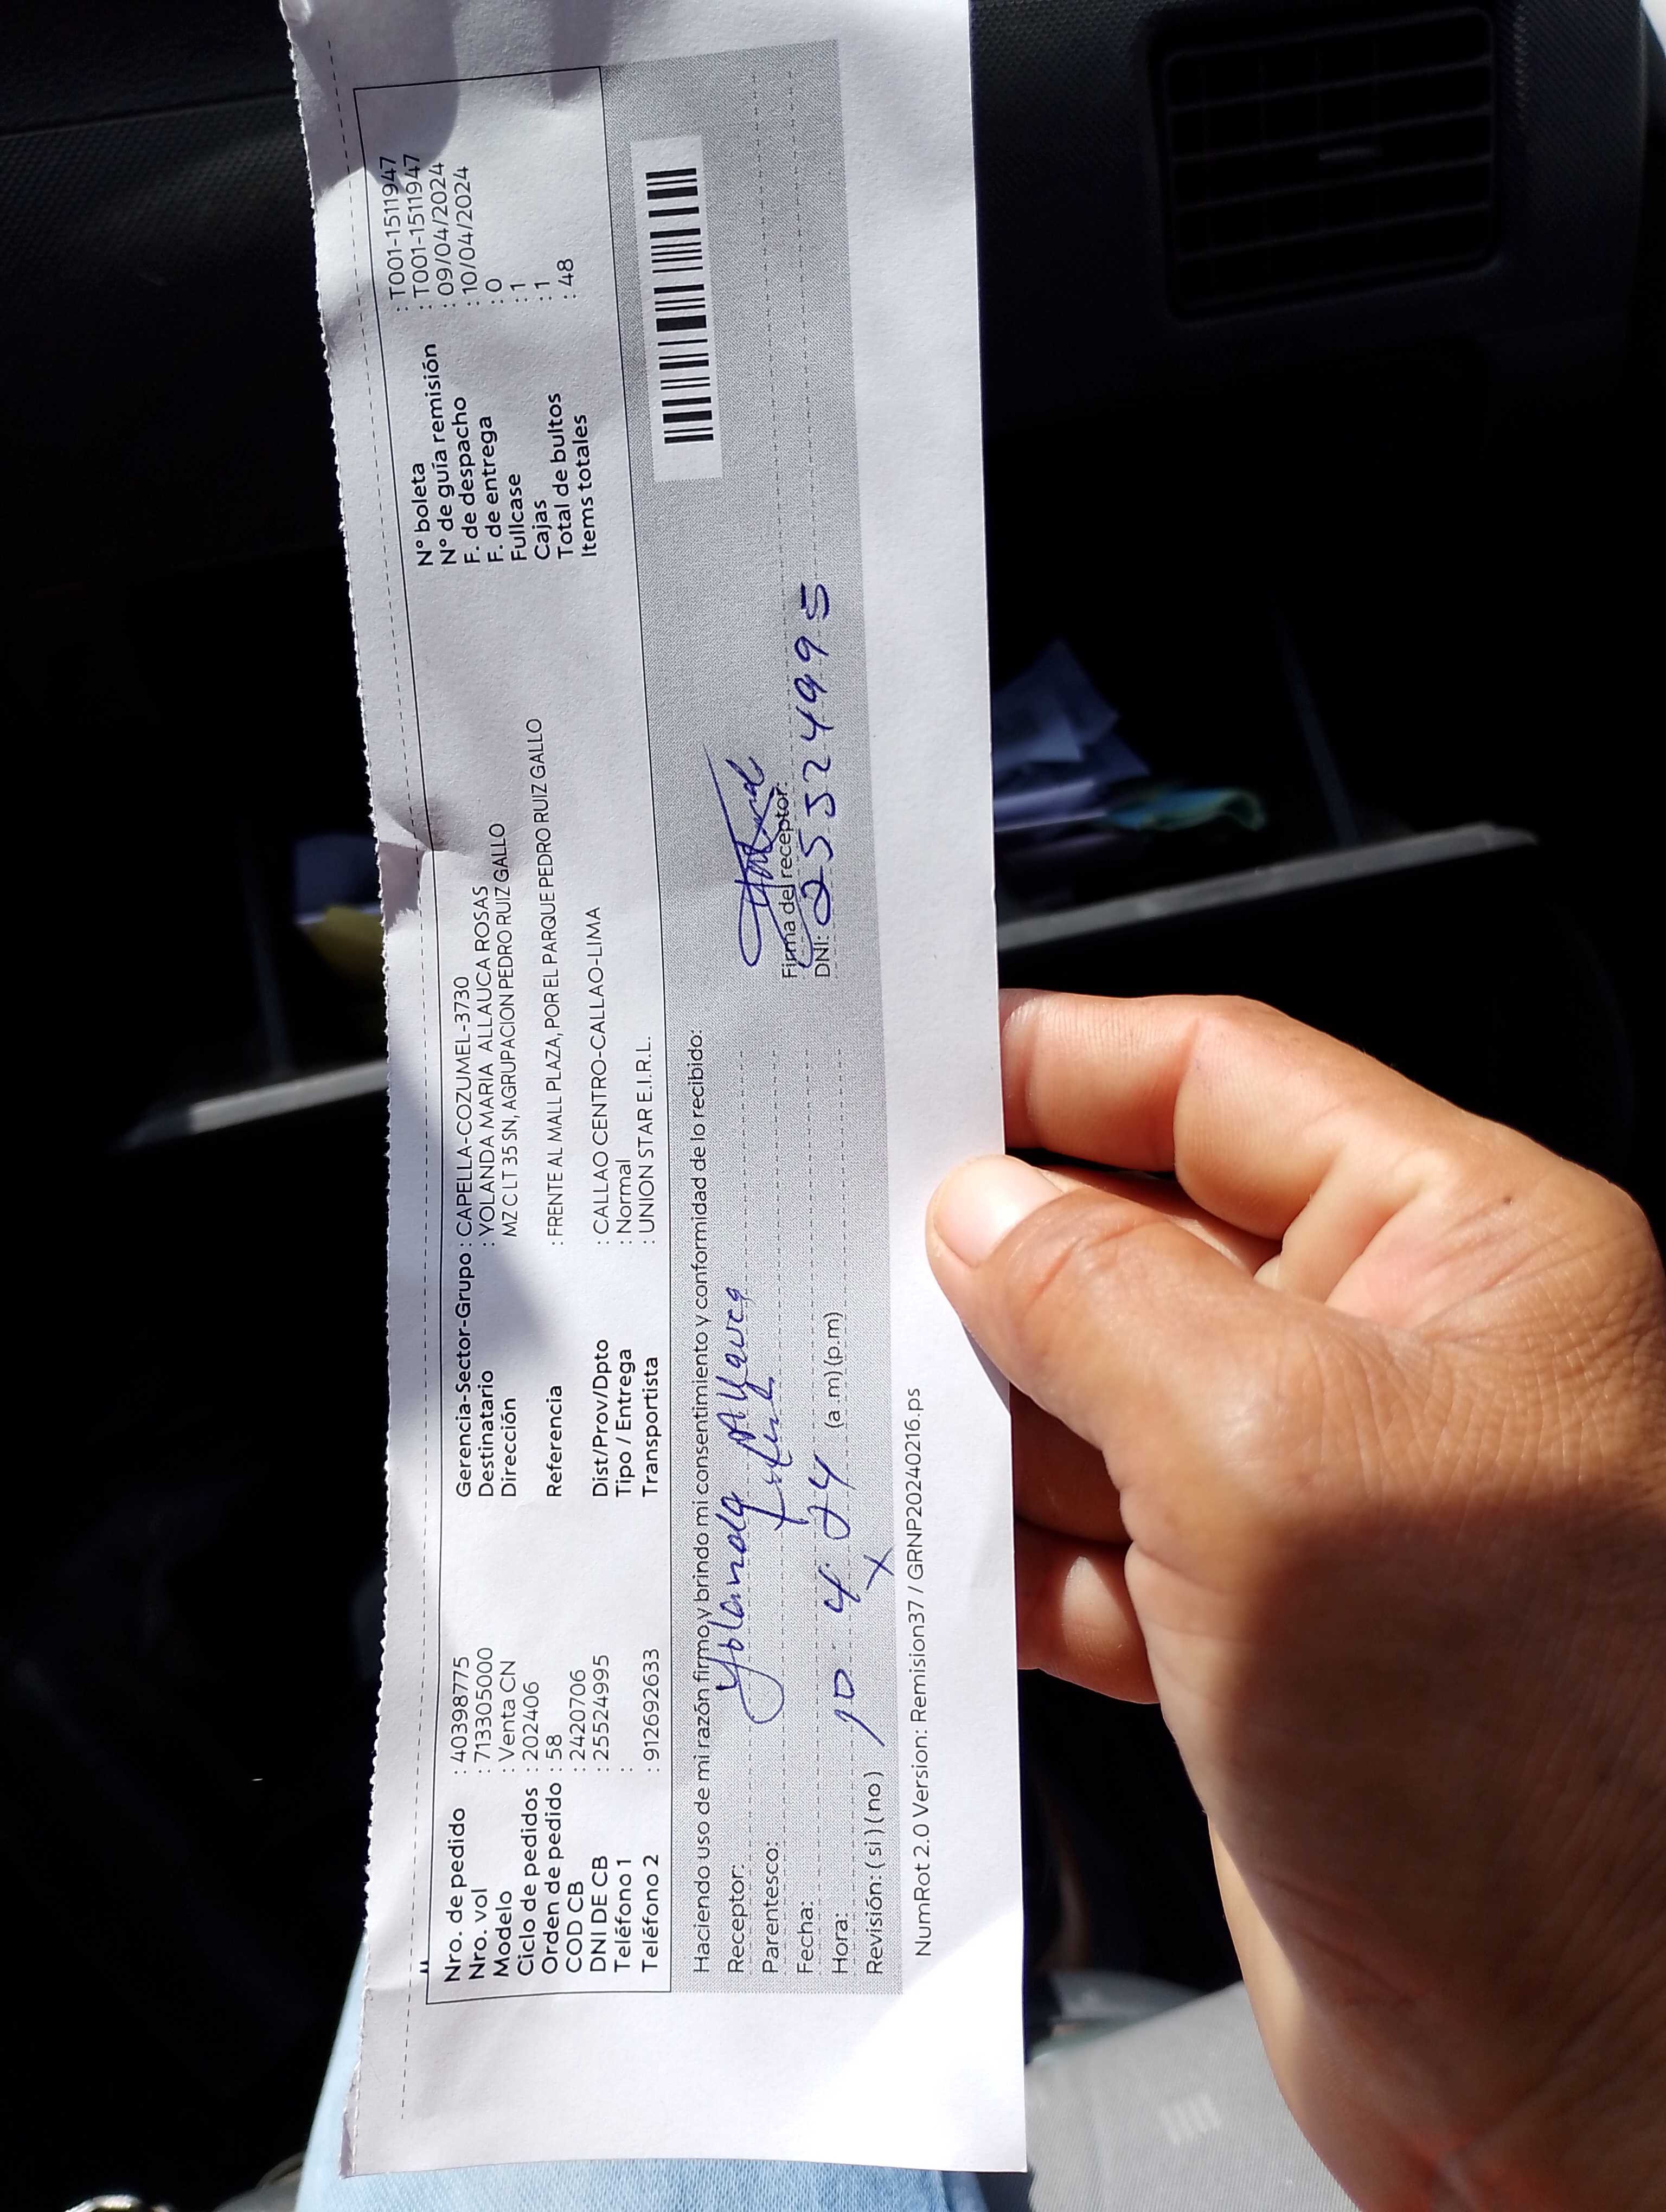 Nro. de pedido : 40398775
Nro. vol : 713305000
Modelo : Venta CN
Ciclo de pedidos : 202406
Orden de pedido : 58
COD CB : 2420706
DNI DE CB : 25524995
Teléfono 1 :
Teléfono 2 : 912692633
Gerencia-Sector-Grupo : CAPELLA-COZUMEL-3730
Destinatario : YOLANDA MARIA ALLAUCA ROSAS
Dirección MZ C LT 35 SN, AGRUPACION PEDRO RUIZ GALLO
Referencia : FRENTE AL MALL PLAZA, POR EL PARQUE PEDRO RUIZ GALLO
Dist/Prov/Dpto : CALLAO CENTRO-CALLAO-LIMA
Tipo / Entrega : Normal
Transportista : UNION STAR E.I.R.L.
N° boleta : T001-1511947
N° de guía remisión : T001-1511947
F. de despacho : 09/04/2024
F. de entrega : 10/04/2024
Fullcase : 0
Cajas : 1
Total de bultos : 1
Items totales : 48
Haciendo uso de mi razón firmo y brindo mi consentimiento y conformidad de lo recibido:
Receptor: Yolanda Allauca
Parentesco:
Fecha: 10 4 24
Hora: (a.m) (p.m)
Revisión: ( si ) ( no ) X
Firma del receptor:
DNI: 25524995
NumRot 2.0 Version: Remision37 / GRNP20240216.ps